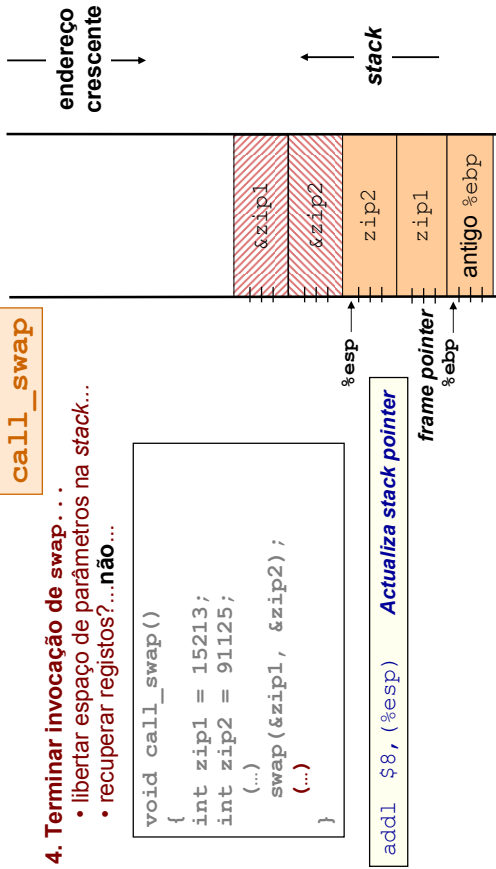 call_swap
4. Terminar invocação de swap...
• libertar espaço de parâmetros na stack...
• recuperar registos?...não...
void call_swap()
{
int zip1 = 15213;
int zip2 = 91125;
(…)
swap(&zip1, &zip2);
(…)
}
addl $8,(%esp) Actualiza stack pointer
endereço
crescente
stack
&zip1
&zip2
%esp
zip2
zip1
frame pointer
%ebp
antigo %ebp